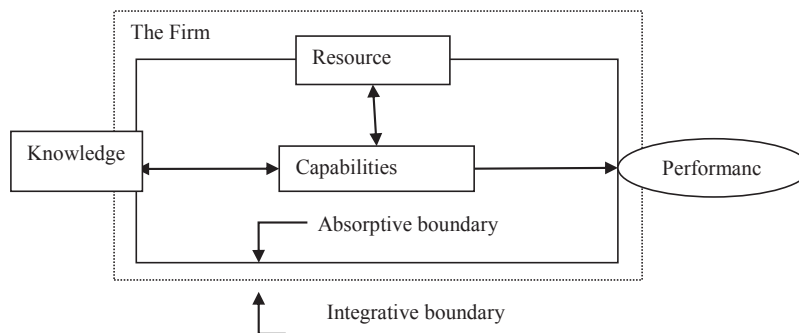 The Firm
Resource
Knowledge
Capabilities
Performanc
Absorptive boundary
Integrative boundary